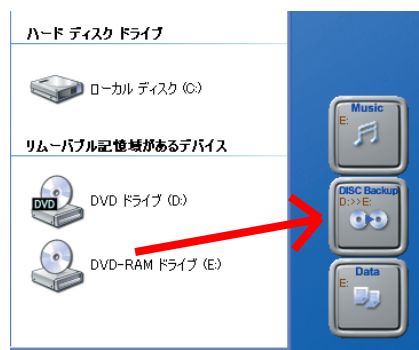 ハード ディスク ドライブ
ローカル ディスク (C:)
リムーバブル記憶域があるデバイス
DVD
DVD ドライブ (D:)
DVD-RAM ドライブ (E:)
Music
E:
DISC Backup
D:>>E:
Data
E: